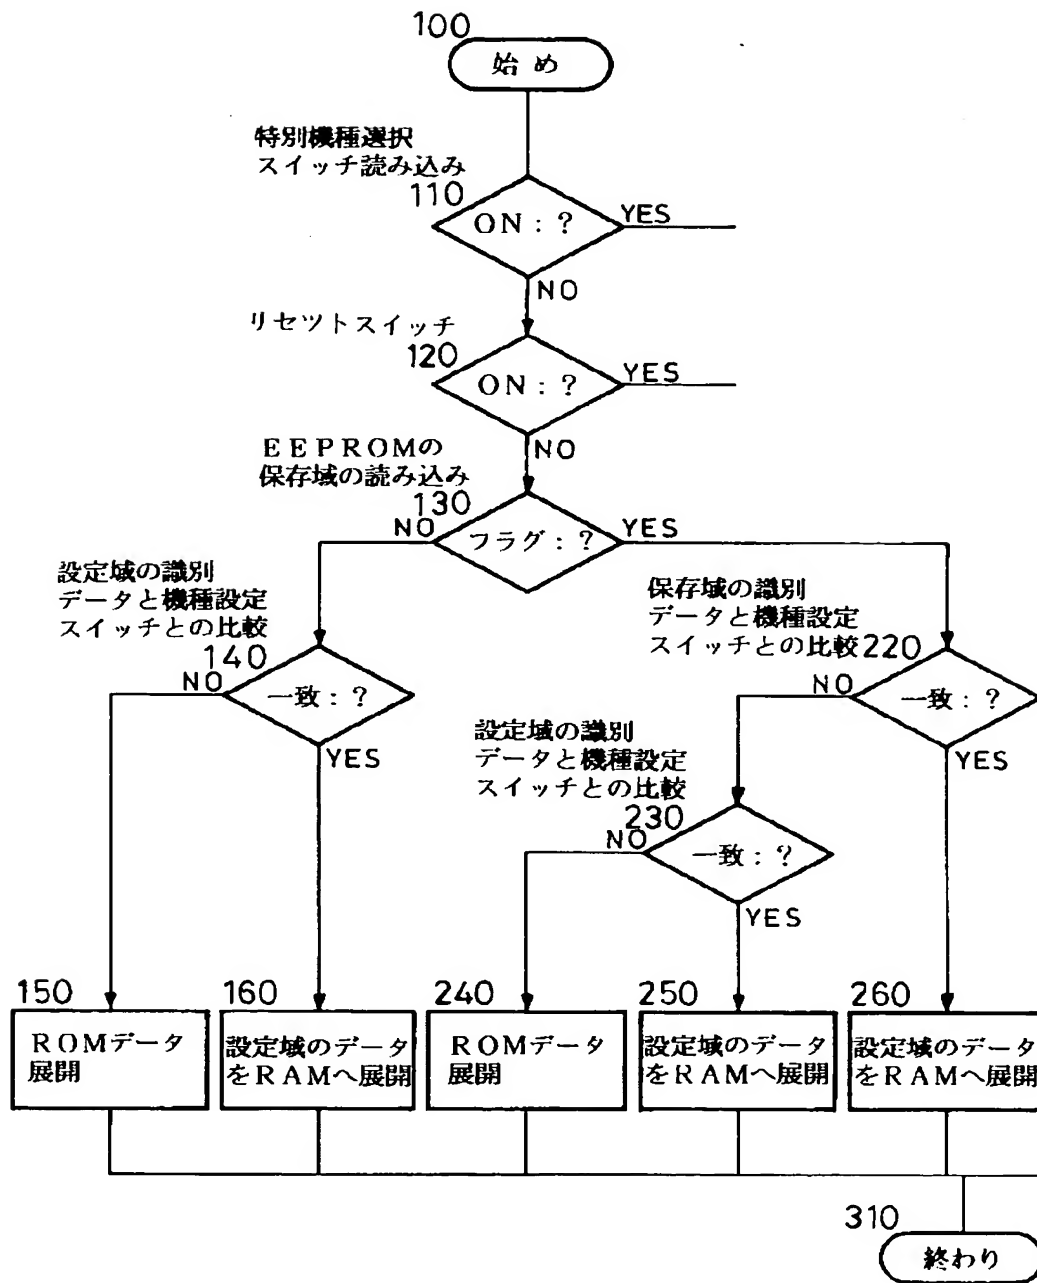 100
始め
特別機種選択
スイッチ読み込み
110
ON:?
YES
NO
リセツトスイッチ
120
ON:?
YES
NO
EEPROMの
保存域の読み込み
130
NO
フラグ:?
YES
設定域の識別
データと機種設定
スイッチとの比較
140
NO
一致:?
YES
保存域の識別
データと機種設定
スイッチとの比較
220
NO
一致:?
YES
設定域の識別
データと機種設定
スイッチとの比較
230
NO
一致:?
YES
150
ROMデータ
展開
160
設定域のデータ
をRAMへ展開
240
ROMデータ
展開
250
設定域のデータ
をRAMへ展開
260
設定域のデータ
をRAMへ展開
310
終わり